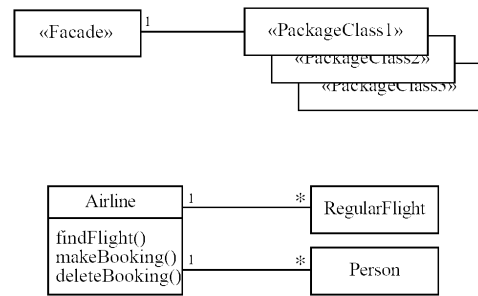 «Facade»
1
«PackageClass1»
«PackageClass2»
«PackageClass3»
Airline
findFlight()
makeBooking()
deleteBooking()
1
*
RegularFlight
1
*
Person